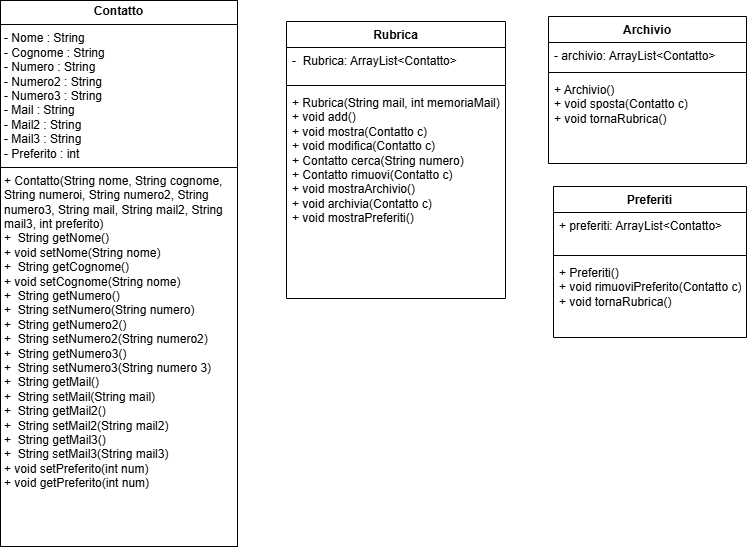 Contatto
- Nome : String
- Cognome : String
- Numero : String
- Numero2 : String
- Numero3 : String
- Mail : String
- Mail2 : String
- Mail3 : String
- Preferito : int
+ Contatto(String nome, String cognome,
String numeroi, String numero2, String
numero3, String mail, String mail2, String
mail3, int preferito)
+  String getNome()
+ void setNome(String nome)
+  String getCognome()
+ void setCognome(String nome)
+  String getNumero()
+  String setNumero(String numero)
+  String getNumero2()
+  String setNumero2(String numero2)
+  String getNumero3()
+  String setNumero3(String numero 3)
+  String getMail()
+  String setMail(String mail)
+  String getMail2()
+  String setMail2(String mail2)
+  String getMail3()
+  String setMail3(String mail3)
+ void setPreferito(int num)
+ void getPreferito(int num)
Rubrica
-  Rubrica: ArrayList<Contatto>
+ Rubrica(String mail, int memoriaMail)
+ void add()
+ void mostra(Contatto c)
+ void modifica(Contatto c)
+ Contatto cerca(String numero)
+ Contatto rimuovi(Contatto c)
+ void mostraArchivio()
+ void archivia(Contatto c)
+ void mostraPreferiti()
Archivio
- archivio: ArrayList<Contatto>
+ Archivio()
+ void sposta(Contatto c)
+ void tornaRubrica()
Preferiti
+ preferiti: ArrayList<Contatto>
+ Preferiti()
+ void rimuoviPreferito(Contatto c)
+ void tornaRubrica()